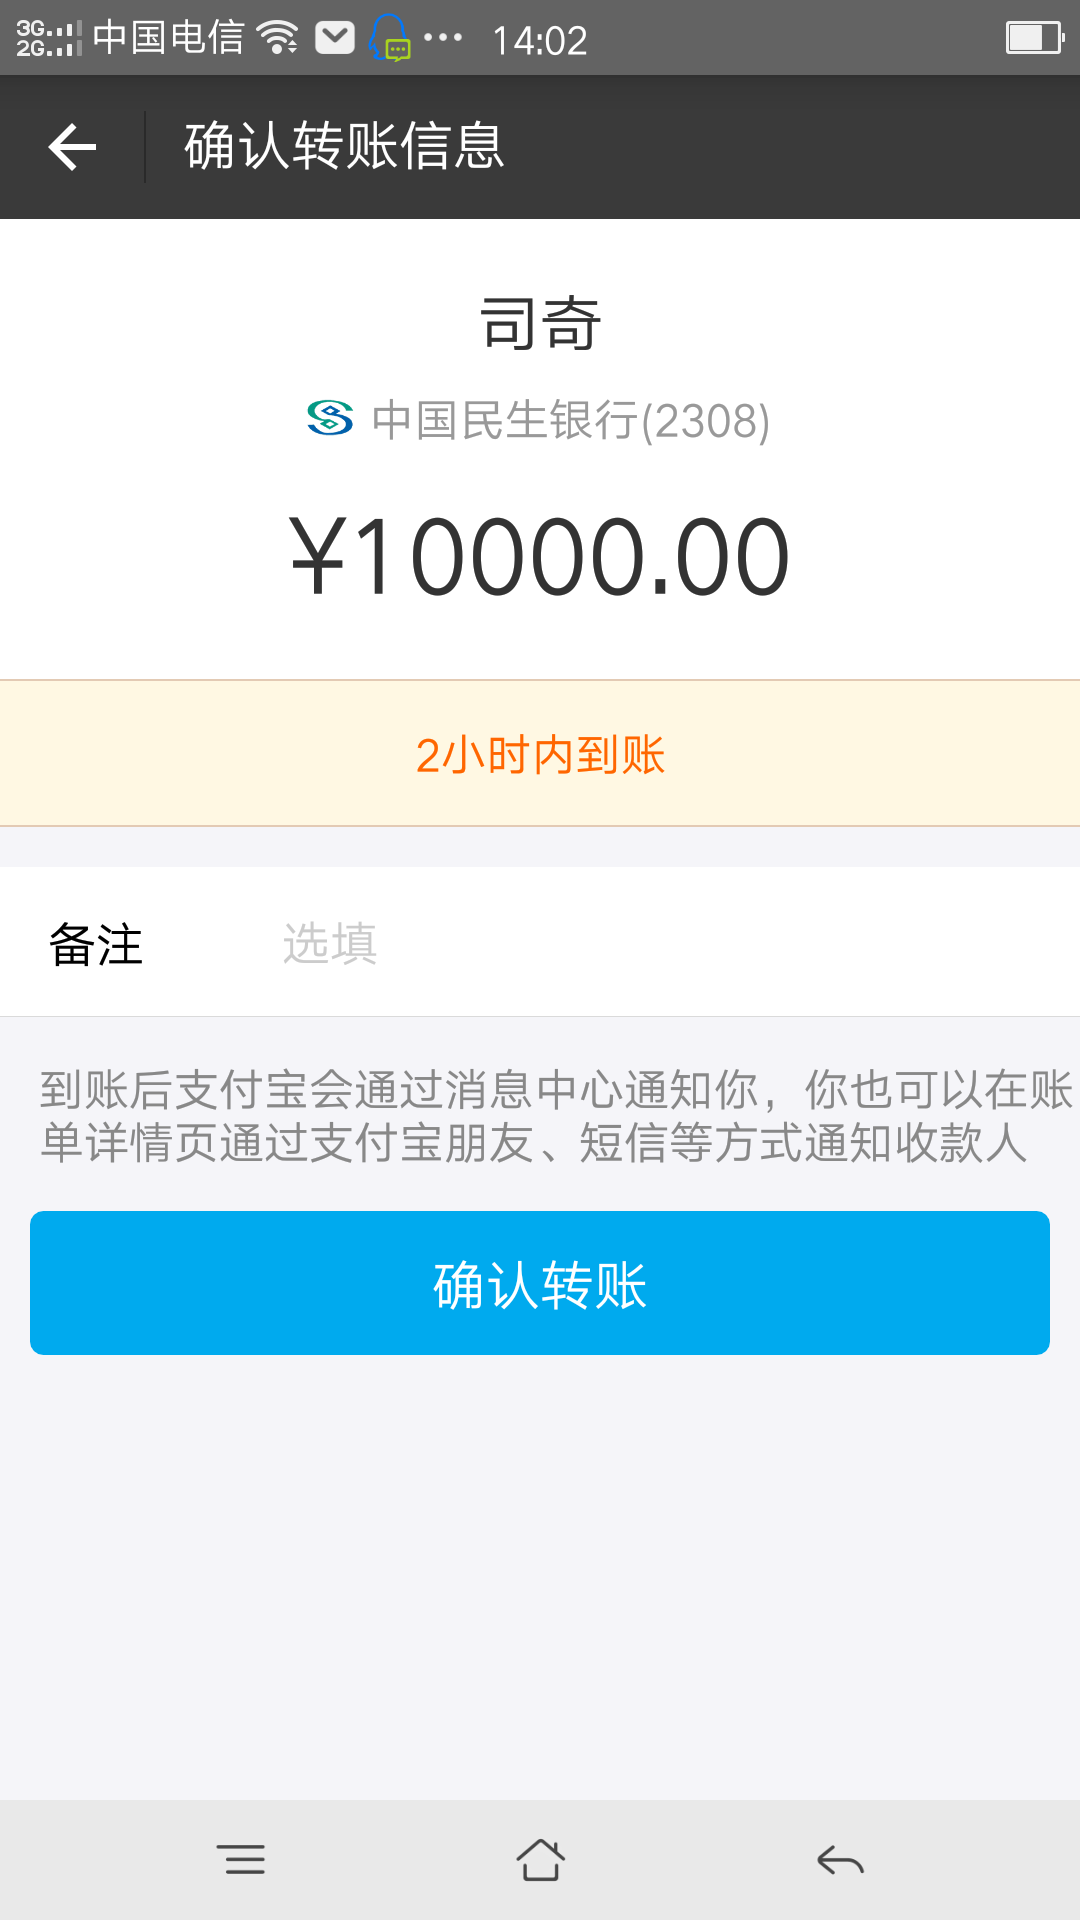 3G 2G 中国电信 14:02
确认转账信息
司奇
中国民生银行(2308)
¥10000.00
2小时内到账
备注 选填
到账后支付宝会通过消息中心通知你，你也可以在账
单详情页通过支付宝朋友、短信等方式通知收款人
确认转账